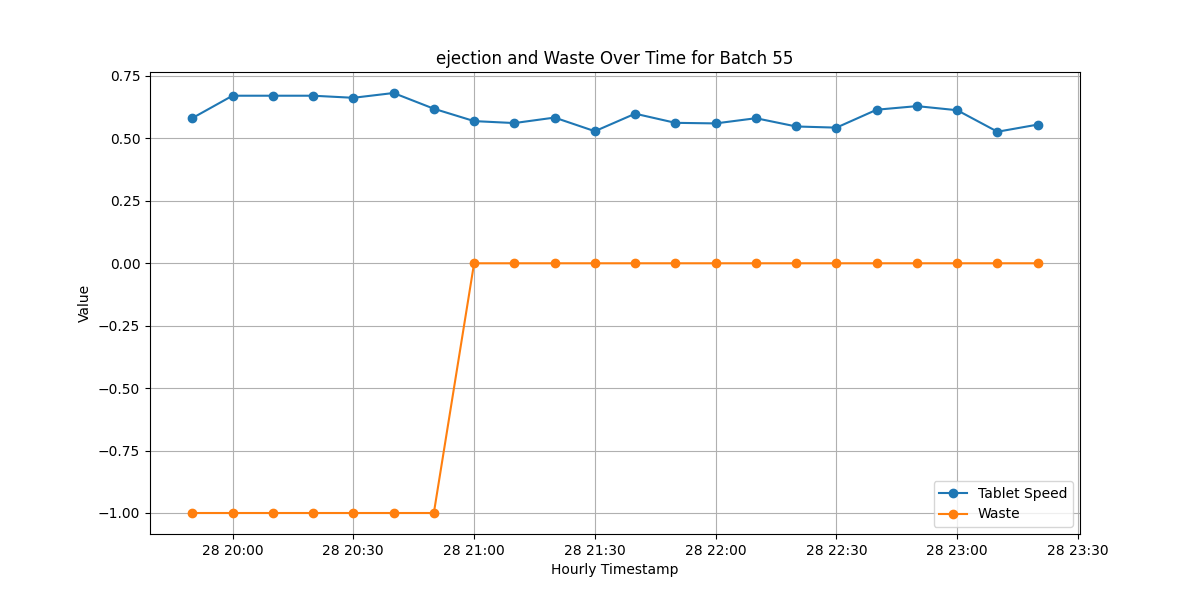 ejection and Waste Over Time for Batch 55
0.75
0.50
0.25
0.00
−0.25
−0.50
−0.75
−1.00
Value
Tablet Speed
Waste
28 20:00 28 20:30 28 21:00 28 21:30 28 22:00 28 22:30 28 23:00 28 23:30
Hourly Timestamp